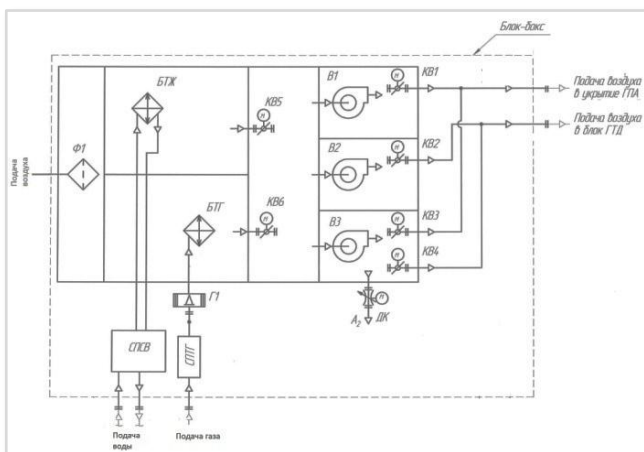 Блок-бокс
БТЖ
В1
КВ1
Подача воздуха
в укрытие ГПА
КВ5
Подача воздуха
в блок ГТД
Ф1
В2
КВ2
Подача
воздуха
БТГ
КВ6
В3
КВ3
КВ4
Г1
А2
ДК
СПСВ
СПТГ
Подача
воды
Подача газа